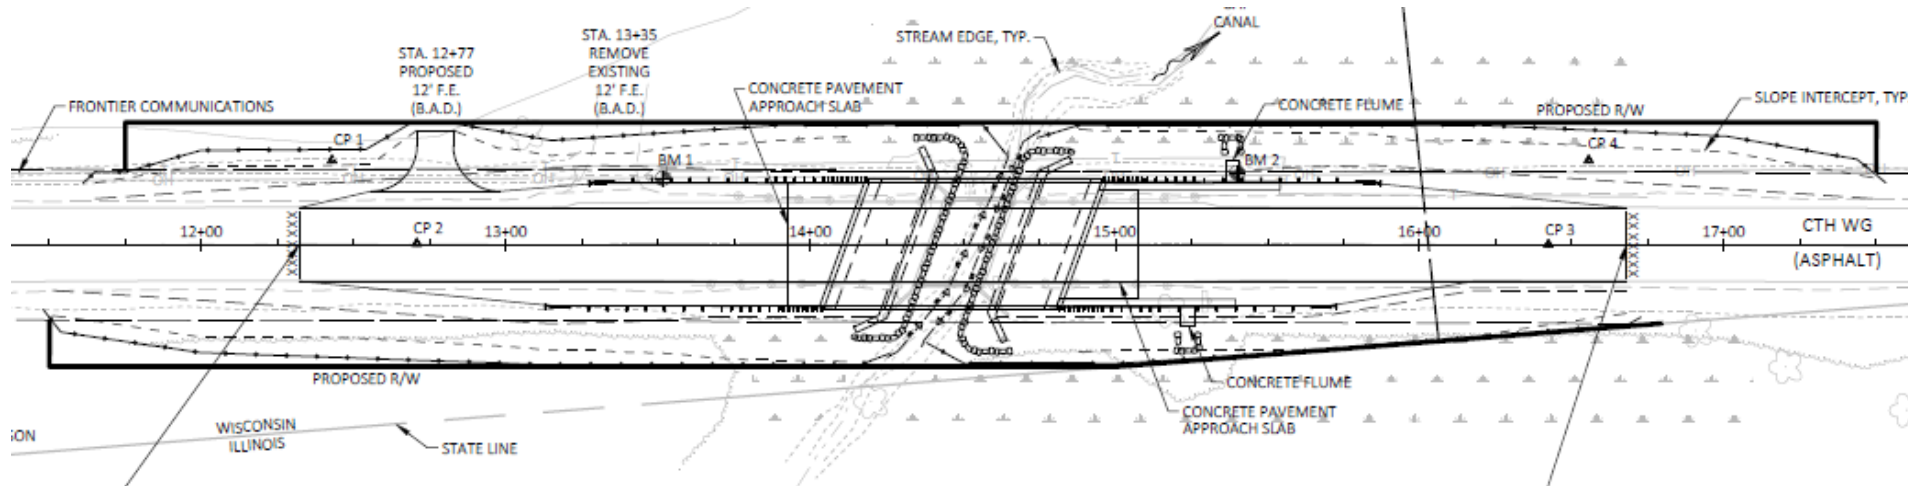 CANAL
STREAM EDGE, TYP.
STA. 12+77
PROPOSED
12' F.E.
(B.A.D.)
STA. 13+35
REMOVE
EXISTING
12' F.E.
(B.A.D.)
CONCRETE PAVEMENT
APPROACH SLAB
FRONTIER COMMUNICATIONS
CONCRETE FLUME
PROPOSED R/W
SLOPE INTERCEPT, TYP
CP 1
BM 1
BM 2
CP 4
12+00
CP 2
13+00
14+00
15+00
16+00
CP 3
17+00
CTH WG
(ASPHALT)
PROPOSED R/W
CONCRETE FLUME
CONCRETE PAVEMENT
APPROACH SLAB
WISCONSIN
ILLINOIS
STATE LINE
SON